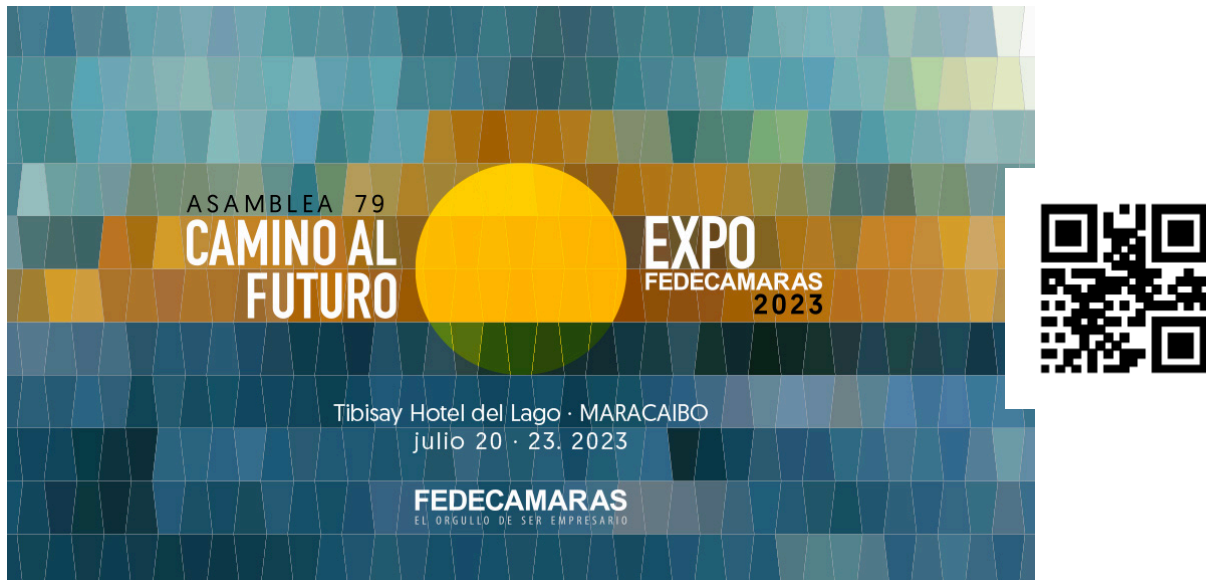 ASAMBLEA 79
CAMINO AL
FUTURO
EXPO
FEDECAMARAS
2023
Tibisay Hotel del Lago · MARACAIBO
julio 20 · 23. 2023
FEDECAMARAS
EL ORGULLO DE SER EMPRESARIO